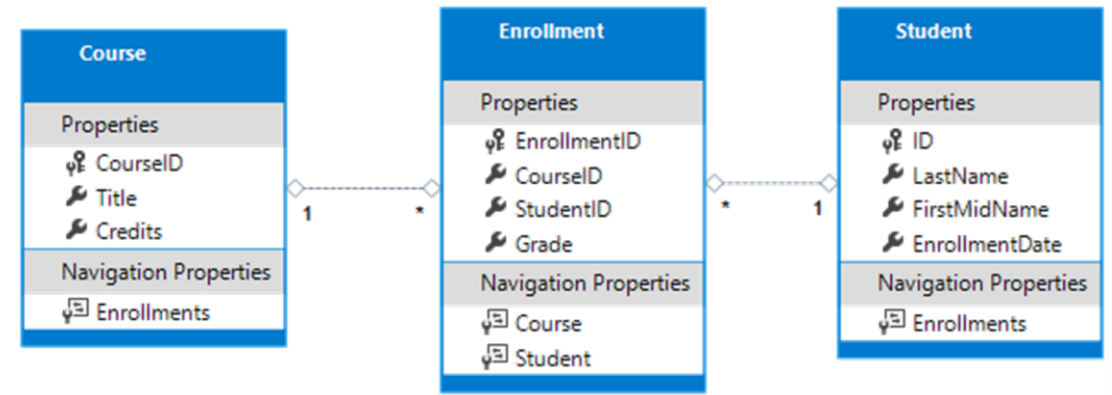 Course
Properties
CourseID
Title
Credits
Navigation Properties
Enrollments
1
*
Enrollment
Properties
EnrollmentID
CourseID
StudentID
Grade
Navigation Properties
Course
Student
*
1
Student
Properties
ID
LastName
FirstMidName
EnrollmentDate
Navigation Properties
Enrollments